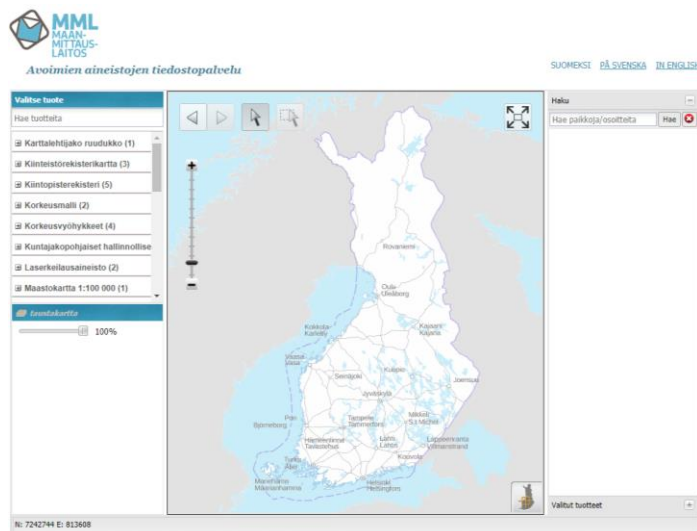 MML
MAAN-
MITTAUS-
LAITOS
Avoimien aineistojen tiedostopalvelu
SUOMEKSI PÅ SVENSKA IN ENGLISH
Valitse tuote
Hae tuotteita
Karttalehtijako ruudukko (1)
Kiinteistörekisterikartta (3)
Kiintopisterekisteri (5)
Korkeusmalli (2)
Korkeusvyöhykkeet (4)
Kuntajakopohjaiset hallinnollise
Laserkeilausaineisto (2)
Maastokartta 1:100 000 (1)
taustakartta
100%
Haku
Hae paikkoja/osoitteita Hae
Rovaniemi
Oulu
Uleåborg
Kokkola
Karleby
Kajaani
Kajana
Vaasa
Vasa
Seinäjoki
Kuopio
Joensuu
Jyväskylä
Pori
Björneborg
Tampere
Tammerfors
Mikkeli
S:t Michel
Hämeenlinna
Tavastehus
Lahti
Lahtis
Lappeenranta
Villmanstrand
Turku
Åbo
Kouvola
Helsinki
Helsingfors
Valitut tuotteet
N: 7242744 E: 813608